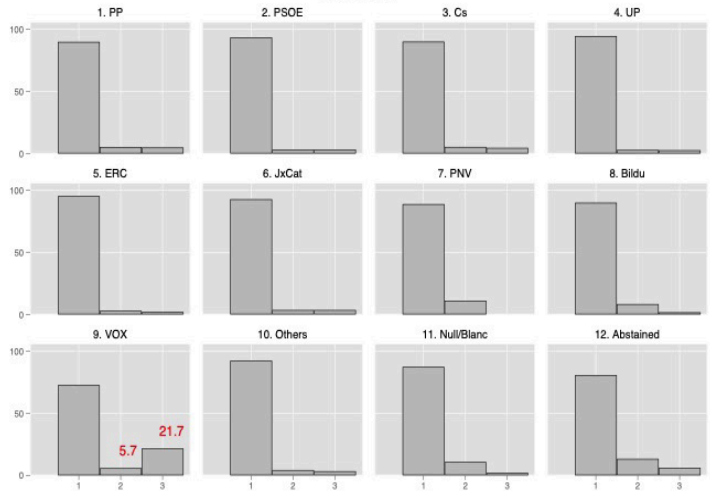 1. PP 2. PSOE 3. Cs 4. UP
100
50
0
5. ERC 6. JxCat 7. PNV 8. Bildu
100
50
0
9. VOX 10. Others 11. Null/Blanc 12. Abstained
100
50
5.7 21.7
0
1 2 3 1 2 3 1 2 3 1 2 3